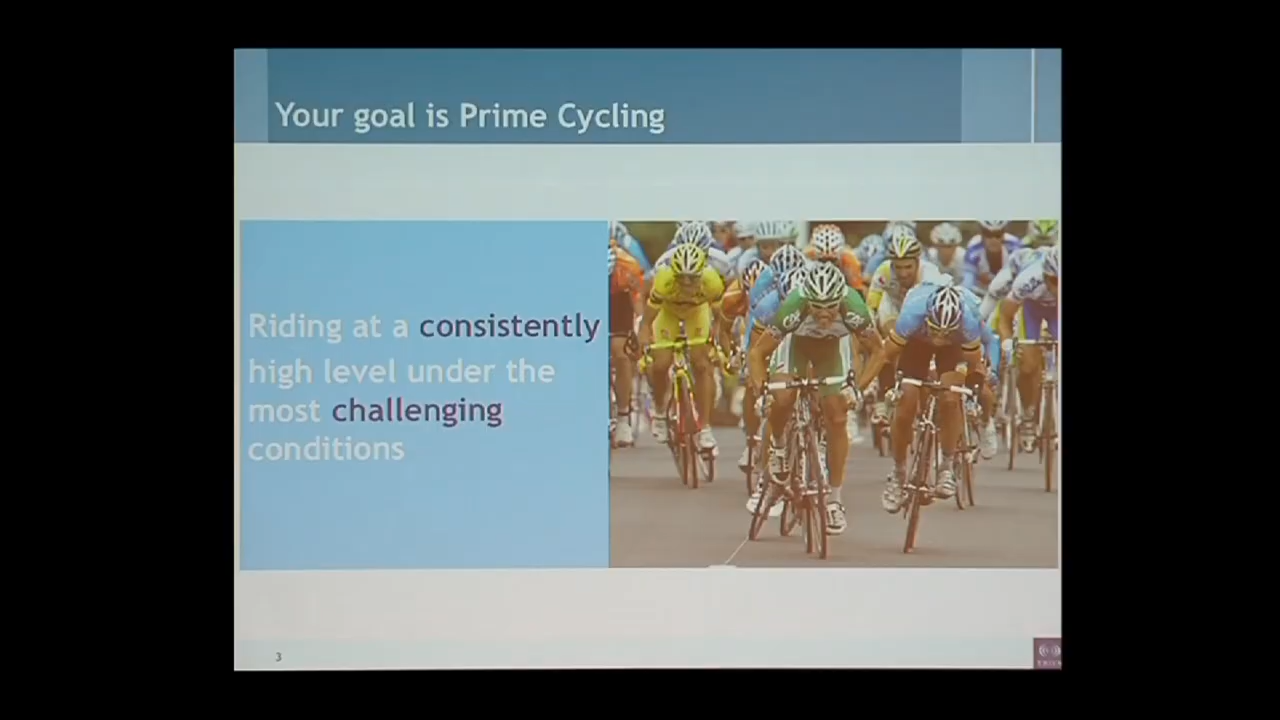 Your goal is Prime Cycling
Riding at a consistently
high level under the
most challenging
conditions
3